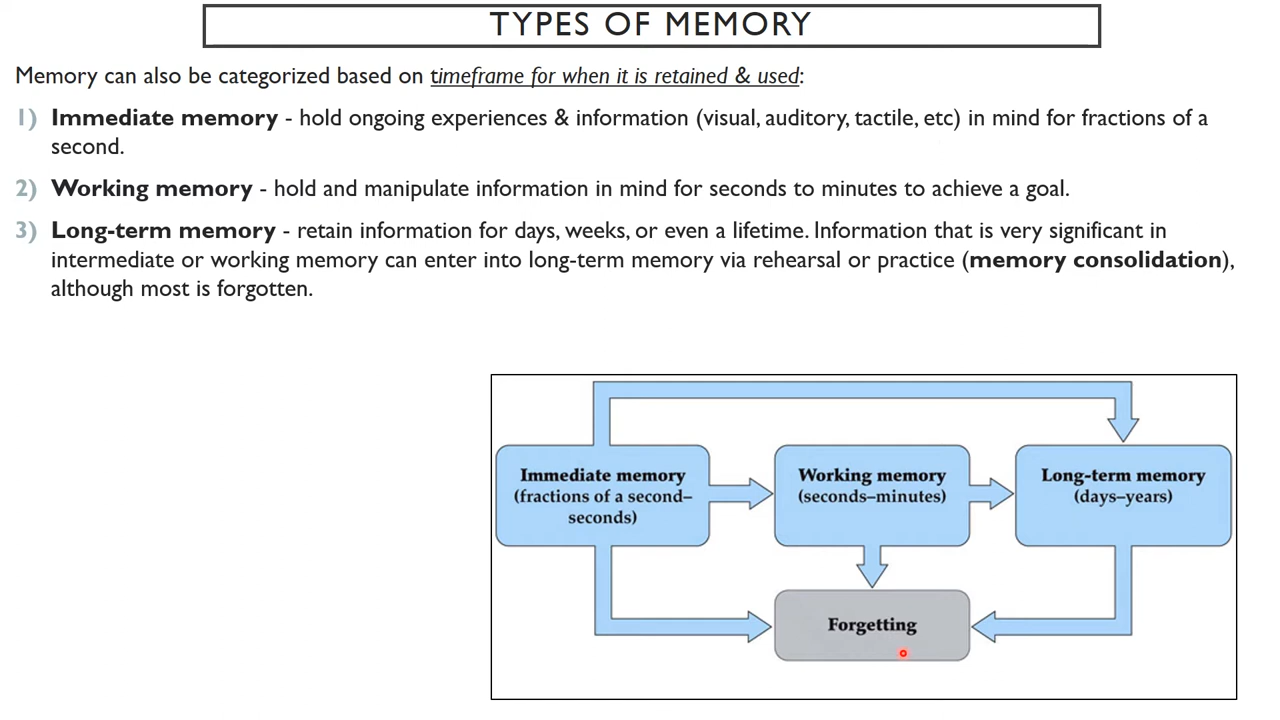 TYPES OF MEMORY
Memory can also be categorized based on timeframe for when it is retained & used:
1) Immediate memory - hold ongoing experiences & information (visual, auditory, tactile, etc) in mind for fractions of a
second.
2) Working memory - hold and manipulate information in mind for seconds to minutes to achieve a goal.
3) Long-term memory - retain information for days, weeks, or even a lifetime. Information that is very significant in
intermediate or working memory can enter into long-term memory via rehearsal or practice (memory consolidation),
although most is forgotten.
Immediate memory
(fractions of a second–
seconds)
Working memory
(seconds–minutes)
Long-term memory
(days–years)
Forgetting